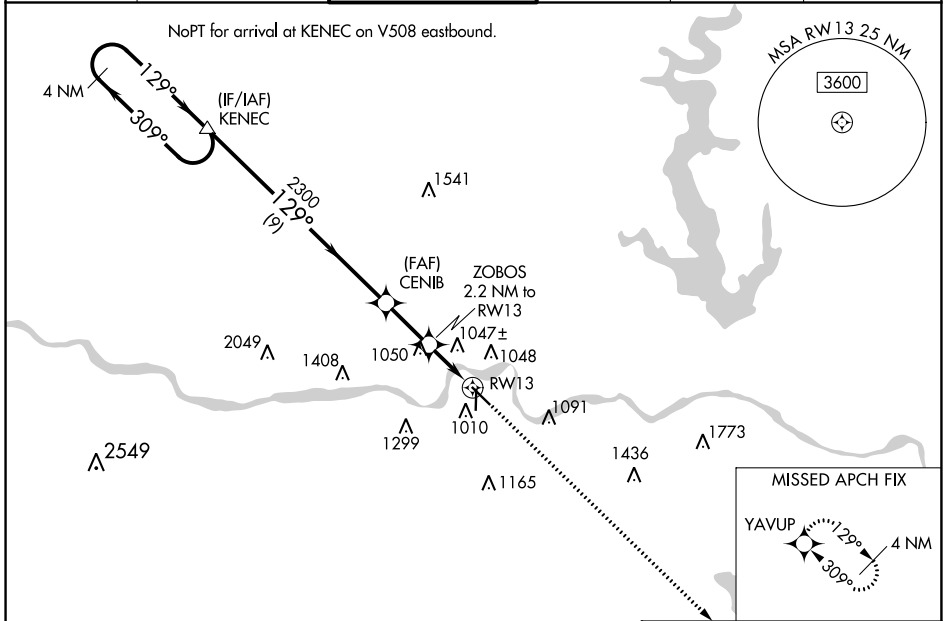 NoPT for arrival at KENEC on V508 eastbound.
MSA RW13 25 NM
3600
4 NM
129°
309°
(IF/IAF)
KENEC
2300
129°
(9)
1541
(FAF)
CENIB
ZOBOS
2.2 NM to
RW13
2049
1408
1050
1047±
1048
RW13
1010
1091
1299
2549
1165
1436
1773
MISSED APCH FIX
YAVUP
129°
309°
4 NM